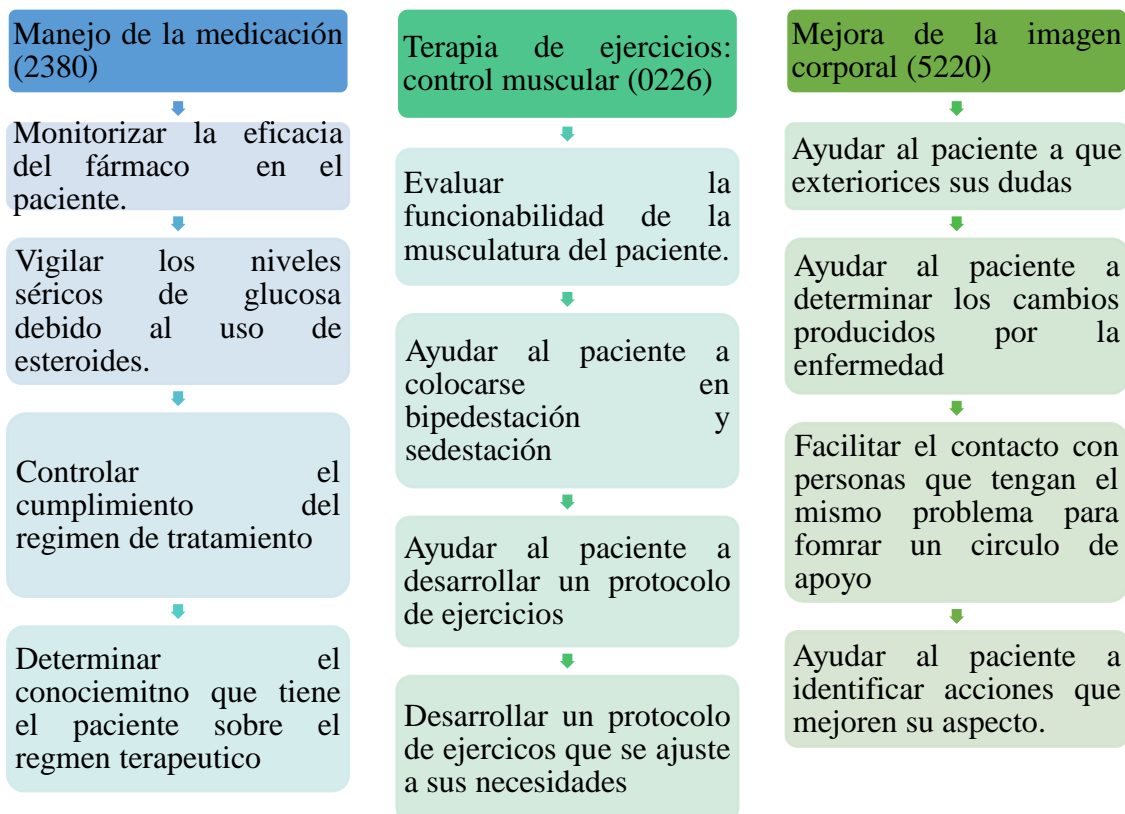 Manejo de la medicación
(2380)
Monitorizar la eficacia
del fármaco en el
paciente.
Vigilar los niveles
séricos de glucosa
debido al uso de
esteroides.
Controlar el
cumplimiento del
regimen de tratamiento
Determinar el
conociemitno que tiene
el paciente sobre el
regmen terapeutico
Terapia de ejercicios:
control muscular (0226)
Evaluar la
funcionabilidad de la
musculatura del paciente.
Ayudar al paciente a
colocarse en
bipedestación y
sedestación
Ayudar al paciente a
desarrollar un protocolo
de ejercicios
Desarrollar un protocolo
de ejercicos que se ajuste
a sus necesidades
Mejora de la imagen
corporal (5220)
Ayudar al paciente a que
exteriorices sus dudas
Ayudar al paciente a
determinar los cambios
producidos por la
enfermedad
Facilitar el contacto con
personas que tengan el
mismo problema para
fomrar un circulo de
apoyo
Ayudar al paciente a
identificar acciones que
mejoren su aspecto.